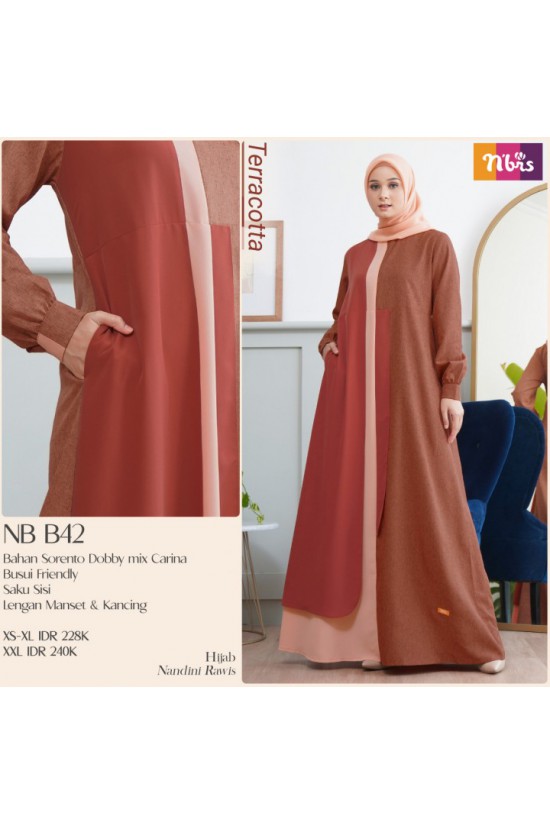 Terracotta
N'bris
NB B42
Bahan Sorento Dobby mix Carina
Busui Friendly
Saku Sisi
Lengan Manset & Kancing
XS-XL IDR 228K
XXL IDR 240K
Hijab
Nandini Rawis